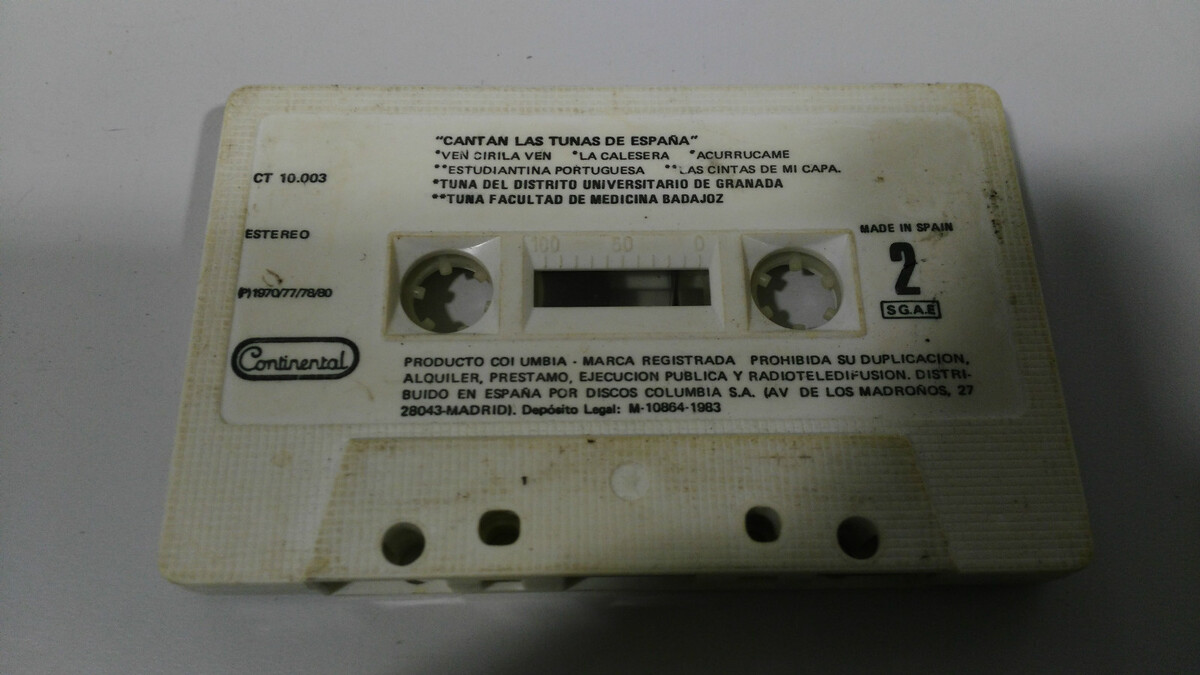 "CANTAN LAS TUNAS DE ESPAÑA"
*VEN CIRILA VEN *LA CALESERA *ACURRUCAME
**ESTUDIANTINA PORTUGUESA **LAS CINTAS DE MI CAPA.
*TUNA DEL DISTRITO UNIVERSITARIO DE GRANADA
**TUNA FACULTAD DE MEDICINA BADAJOZ
CT 10.003
ESTEREO
(P) 1970/77/78/80
Continental
100 50 0
MADE IN SPAIN
2
S.G.A.E
PRODUCTO COLUMBIA - MARCA REGISTRADA PROHIBIDA SU DUPLICACION,
ALQUILER, PRESTAMO, EJECUCION PUBLICA Y RADIOTELEDIFUSION. DISTRI-
BUIDO EN ESPAÑA POR DISCOS COLUMBIA S.A. (AV DE LOS MADROÑOS, 27
28043-MADRID). Depósito Legal: M-10864-1983